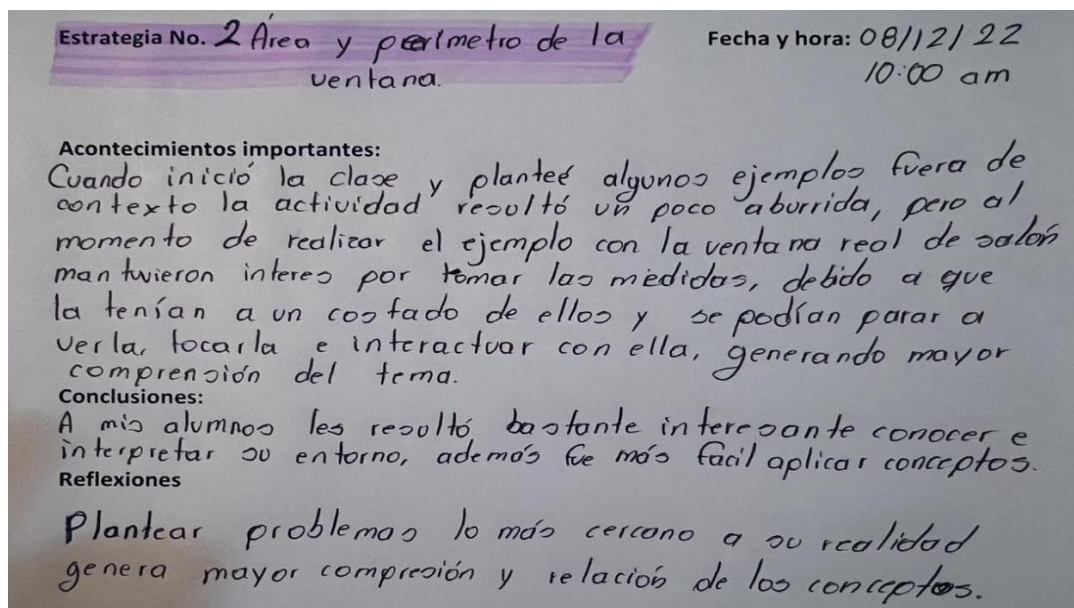 Estrategia No. 2 Área y perímetro de la
ventana.
Fecha y hora: 08/12/22
10:00 am
Acontecimientos importantes:
Cuando inició la clase y planteé algunos ejemplos fuera de
contexto la actividad resultó un poco aburrida, pero al
momento de realizar el ejemplo con la ventana real de salón
mantuvieron interes por tomar las medidas, debido a que
la tenían a un costado de ellos y se podían parar a
verla, tocarla e interactuar con ella, generando mayor
comprensión del tema.
Conclusiones:
A mis alumnos les resultó bastante interesante conocer e
interpretar su entorno, además fue más facil aplicar conceptos.
Reflexiones
Plantear problemas lo más cercano a su realidad
genera mayor compresión y relación de los conceptos.